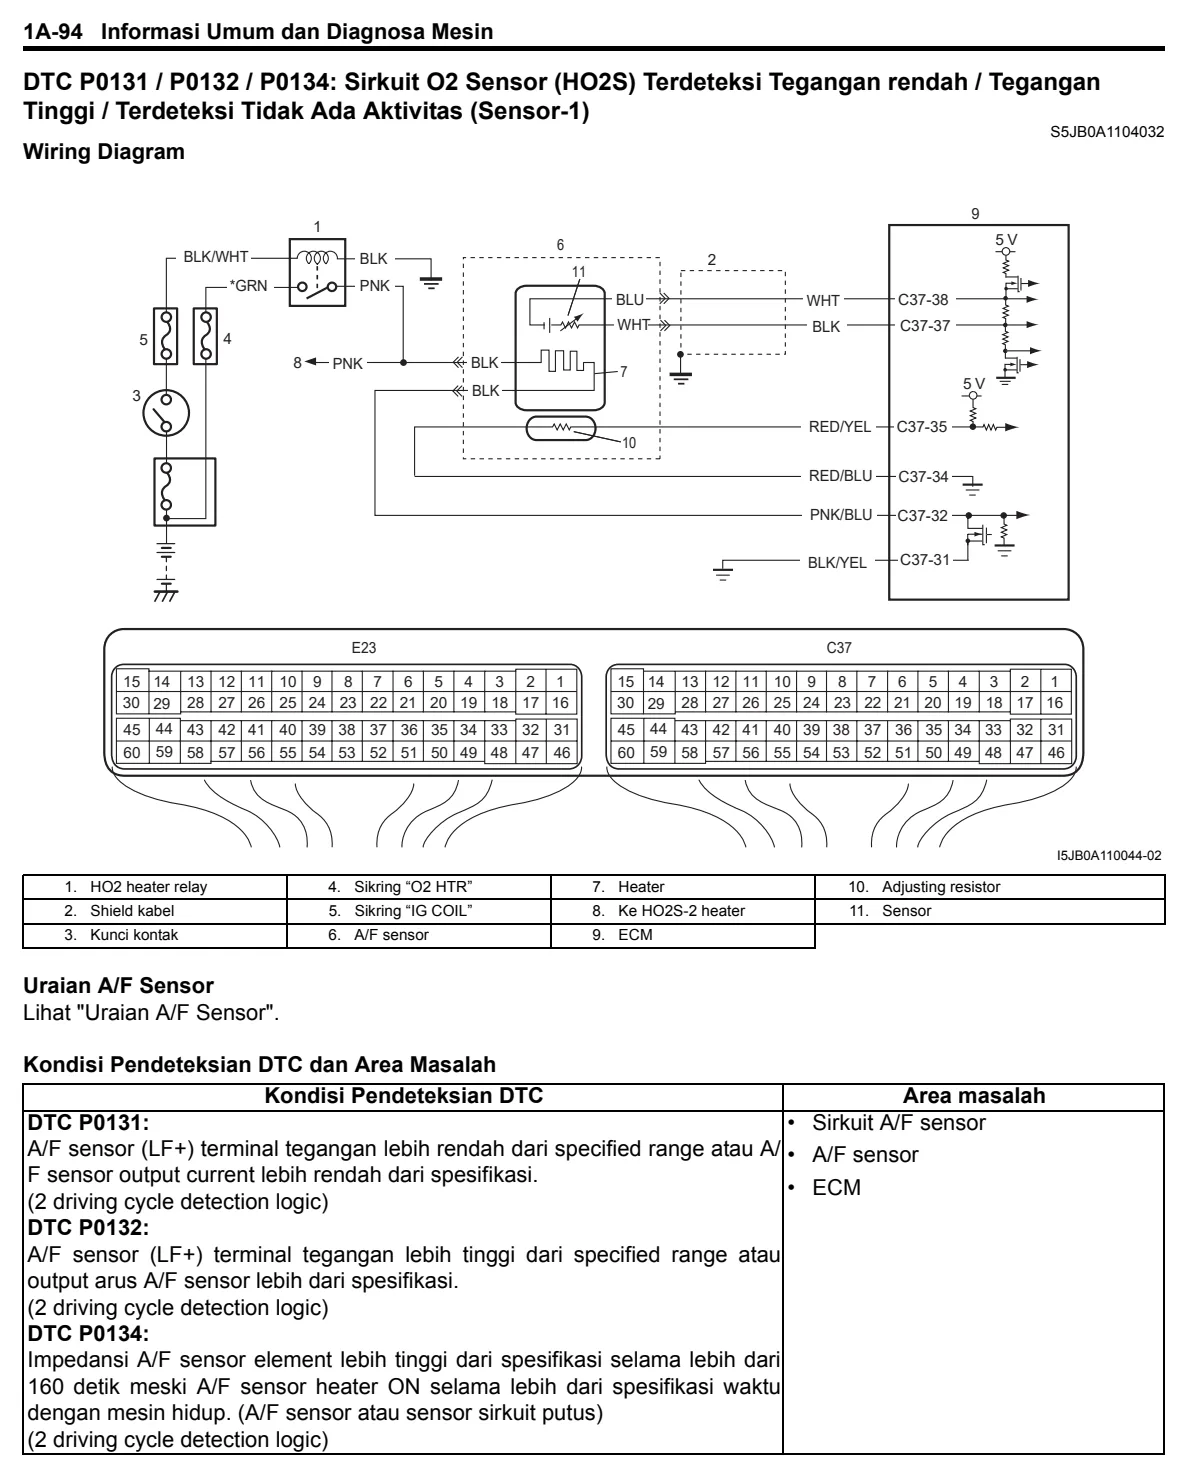 1A-94 Informasi Umum dan Diagnosa Mesin
DTC P0131 / P0132 / P0134: Sirkuit O2 Sensor (HO2S) Terdeteksi Tegangan rendah / Tegangan
Tinggi / Terdeteksi Tidak Ada Aktivitas (Sensor-1)
S5JB0A1104032
Wiring Diagram
1
BLK/WHT
BLK
*GRN
PNK
5
4
3
8
PNK
6
11
BLU
WHT
BLK
7
BLK
10
2
9
5 V
WHT
C37-38
BLK
C37-37
5 V
RED/YEL
C37-35
RED/BLU
C37-34
PNK/BLU
C37-32
BLK/YEL
C37-31
E23
15 14 13 12 11 10 9 8 7 6 5 4 3 2 1
30 29 28 27 26 25 24 23 22 21 20 19 18 17 16
45 44 43 42 41 40 39 38 37 36 35 34 33 32 31
60 59 58 57 56 55 54 53 52 51 50 49 48 47 46
C37
15 14 13 12 11 10 9 8 7 6 5 4 3 2 1
30 29 28 27 26 25 24 23 22 21 20 19 18 17 16
45 44 43 42 41 40 39 38 37 36 35 34 33 32 31
60 59 58 57 56 55 54 53 52 51 50 49 48 47 46
I5JB0A110044-02
1. HO2 heater relay 4. Sikring “O2 HTR” 7. Heater 10. Adjusting resistor
2. Shield kabel 5. Sikring “IG COIL” 8. Ke HO2S-2 heater 11. Sensor
3. Kunci kontak 6. A/F sensor 9. ECM
Uraian A/F Sensor
Lihat "Uraian A/F Sensor".
Kondisi Pendeteksian DTC dan Area Masalah
Kondisi Pendeteksian DTC
DTC P0131:
A/F sensor (LF+) terminal tegangan lebih rendah dari specified range atau A/
F sensor output current lebih rendah dari spesifikasi.
(2 driving cycle detection logic)
DTC P0132:
A/F sensor (LF+) terminal tegangan lebih tinggi dari specified range atau
output arus A/F sensor lebih dari spesifikasi.
(2 driving cycle detection logic)
DTC P0134:
Impedansi A/F sensor element lebih tinggi dari spesifikasi selama lebih dari
160 detik meski A/F sensor heater ON selama lebih dari spesifikasi waktu
dengan mesin hidup. (A/F sensor atau sensor sirkuit putus)
(2 driving cycle detection logic)
Area masalah
• Sirkuit A/F sensor
• A/F sensor
• ECM